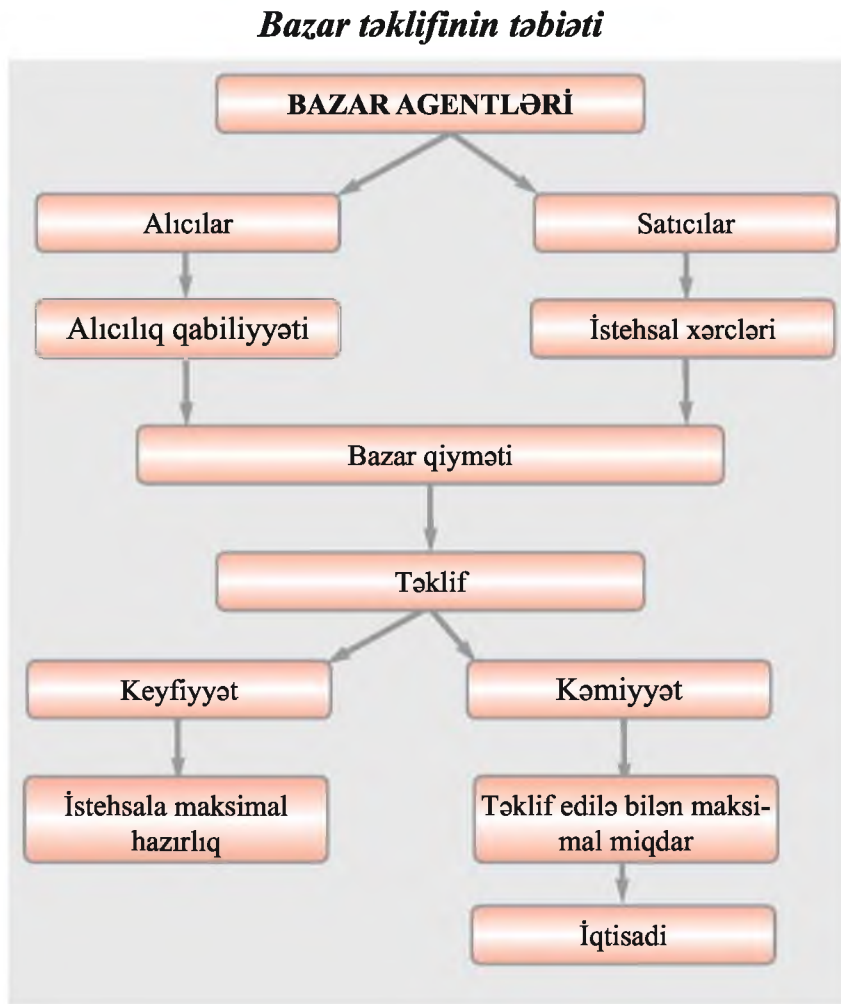 Bazar təklifinin təbiəti
BAZAR AGENTLƏRİ
Alıcılar
Satıcılar
Alıcılıq qabiliyyəti
İstehsal xərcləri
Bazar qiyməti
Təklif
Keyfiyyət
Kəmiyyət
İstehsala maksimal
hazırlıq
Təklif edilə bilən maksi-
mal miqdar
İqtisadi